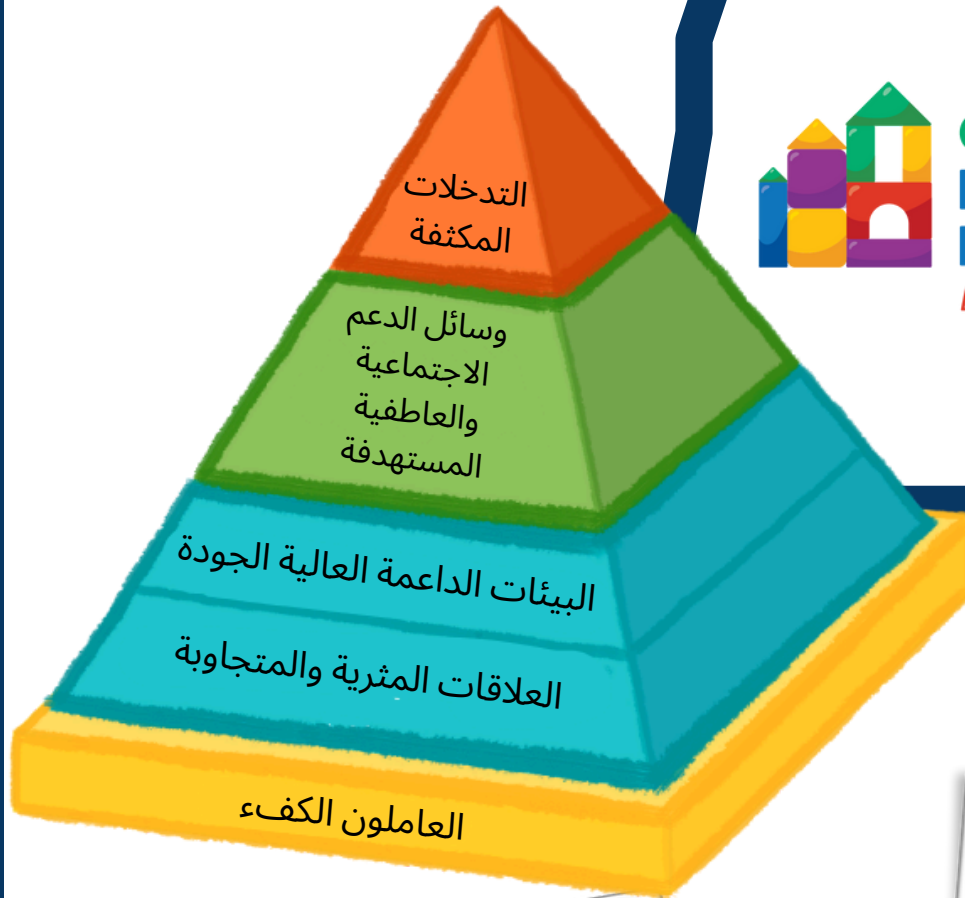 التدخلات
المكثفة
وسائل الدعم
الاجتماعية
والعاطفية
المستهدفة
البيئات الداعمة العالية الجودة
العلاقات المثرية والمتجاوبة
العاملون الكفء